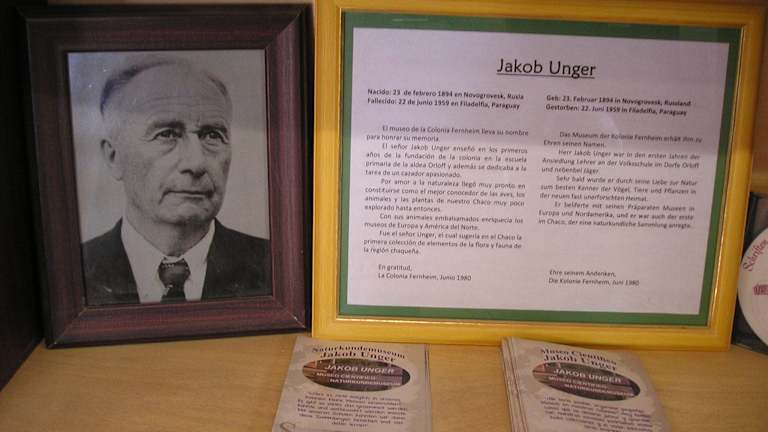 Jakob Unger
Nacido: 23 de febrero 1894 en Novogrovesk, Rusia
Fallecido: 22 de junio 1959 en Filadelfia, Paraguay
El museo de la Colonia Fernheim lleva su nombre
para honrar su memoria.
El señor Jakob Unger enseñó en los primeros
años de la fundación de la colonia en la escuela
primaria de la aldea Orloff y además se dedicaba a la
tarea de un cazador apasionado.
Por amor a la naturaleza llegó muy pronto en
constituirse como el mejor conocedor de las aves, los
animales y las plantas de nuestro Chaco muy poco
explorado hasta entonces.
Con sus animales embalsamados enriquecía los
museos de Europa y América del Norte.
Fue el señor Unger, el cual sugería en el Chaco la
primera colección de elementos de la flora y fauna de
la región chaqueña.
En gratitud,
La Colonia Fernheim, Junio 1980
Geb: 23. Februar 1894 in Novogrovesk, Russland
Gestorben: 22. Juni 1959 in Filadelfia, Paraguay
Das Museum der Kolonie Fernheim erhält ihm zu
Ehren seinen Namen.
Herr Jakob Unger war in den ersten Jahren der
Ansiedlung Lehrer an der Volksschule im Dorfe Orloff
und nebenbei Jäger.
Sehr bald wurde er durch seine Liebe zur Natur
zum besten Kenner der Vögel, Tiere und Pflanzen in
der neuen fast unerforschten Heimat.
Er belieferte mit seinen Präparaten Museen in
Europa und Nordamerika, und er war auch der erste
im Chaco, der eine naturkundliche Sammlung anregte.
Ehre seinem Andenken,
Die Kolonie Fernheim, Juni 1980
Naturkundemuseum
Jakob Unger
JAKOB UNGER
MUSEO CIENTIFICO
NATURKUNDEMUSEUM
Museo Científico
Jakob Unger
JAKOB UNGER
MUSEO CIENTIFICO
NATURKUNDEMUSEUM